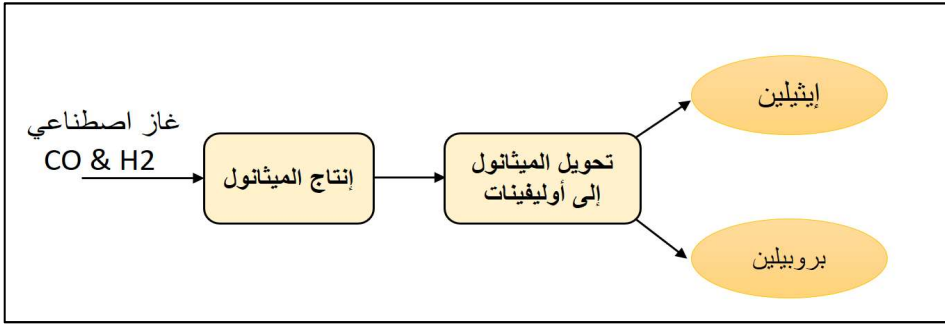 غاز اصطناعي
CO & H2
إنتاج الميثانول
تحويل الميثانول
إلى أوليفينات
إيثيلين
بروبيلين